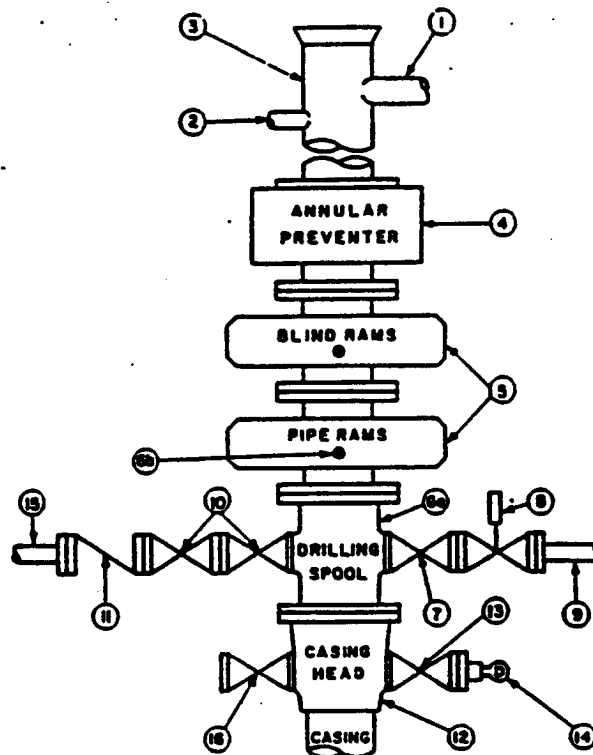 3
1
2
ANNULAR
PREVENTER
4
BLIND RAMS
5
PIPE RAMS
6b
15
10
6a
8
DRILLING
SPOOL
11
7
9
13
CASING
HEAD
16
12
14
CASING